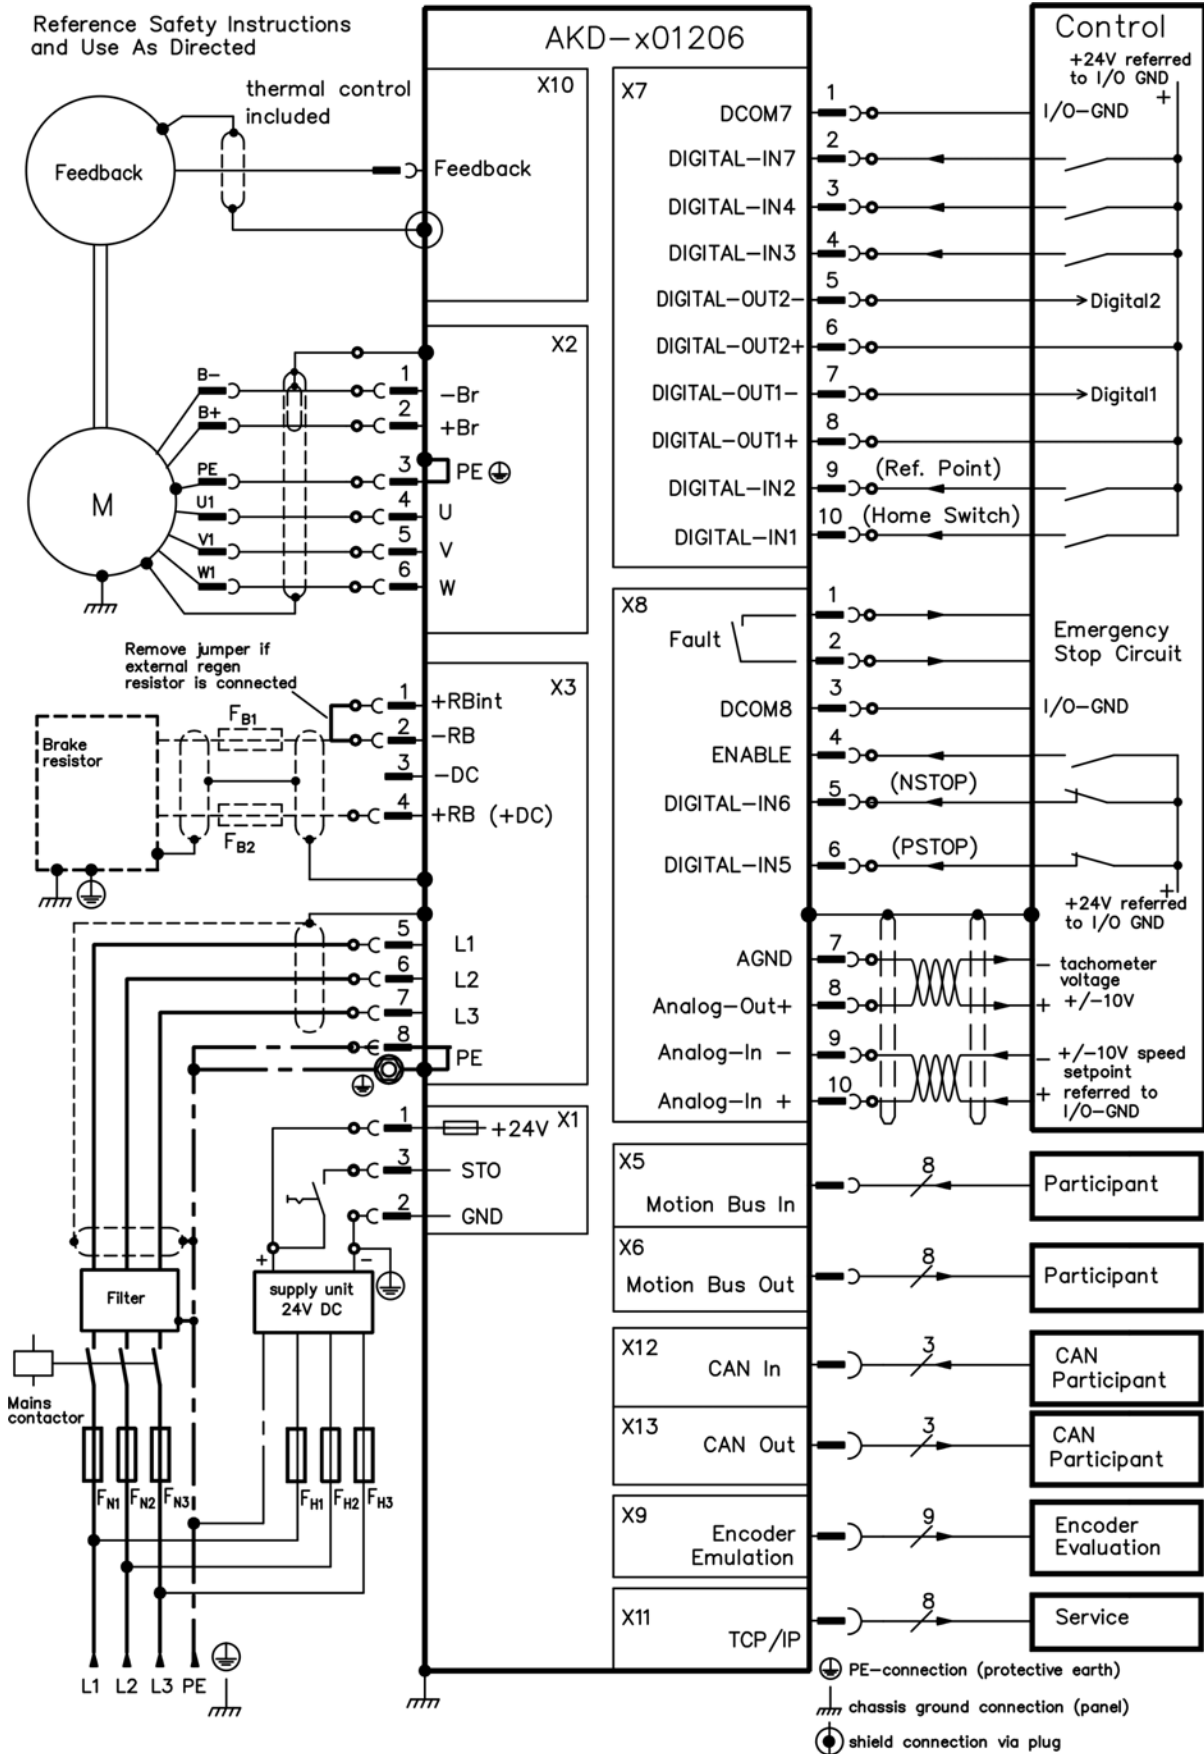 Reference Safety Instructions
and Use As Directed
AKD-x01206
Control
+24V referred
to I/O GND
+
thermal control
included
Feedback
X10
Feedback
X2
B-
1
-Br
B+
2
+Br
PE
3
PE
M
U1
4
U
V1
5
V
W1
6
W
Remove jumper if
external regen
resistor is connected
X3
Brake
resistor
FB1
FB2
1
+RBint
2
-RB
3
-DC
4
+RB (+DC)
5
L1
6
L2
7
L3
8
PE
X1
1
+24V
3
STO
2
GND
+
-
Filter
supply unit
24V DC
Mains
contactor
FN1
FN2
FN3
FH1
FH2
FH3
L1
L2
L3
PE
X7
DCOM7
1
I/O-GND
DIGITAL-IN7
2
DIGITAL-IN4
3
DIGITAL-IN3
4
DIGITAL-OUT2-
5
Digital2
DIGITAL-OUT2+
6
DIGITAL-OUT1-
7
Digital1
DIGITAL-OUT1+
8
DIGITAL-IN2
9
(Ref. Point)
DIGITAL-IN1
10
(Home Switch)
X8
Fault
1
2
Emergency
Stop Circuit
DCOM8
3
I/O-GND
ENABLE
4
DIGITAL-IN6
5
(NSTOP)
DIGITAL-IN5
6
(PSTOP)
+
+24V referred
to I/O GND
AGND
7
- tachometer
voltage
Analog-Out+
8
+ +/-10V
Analog-In -
9
- +/-10V speed
setpoint
Analog-In +
10
+ referred to
I/O-GND
X5
Motion Bus In
8
Participant
X6
Motion Bus Out
8
Participant
X12
CAN In
3
CAN
Participant
X13
CAN Out
3
CAN
Participant
X9
Encoder
Emulation
9
Encoder
Evaluation
X11
TCP/IP
8
Service
PE-connection (protective earth)
chassis ground connection (panel)
shield connection via plug